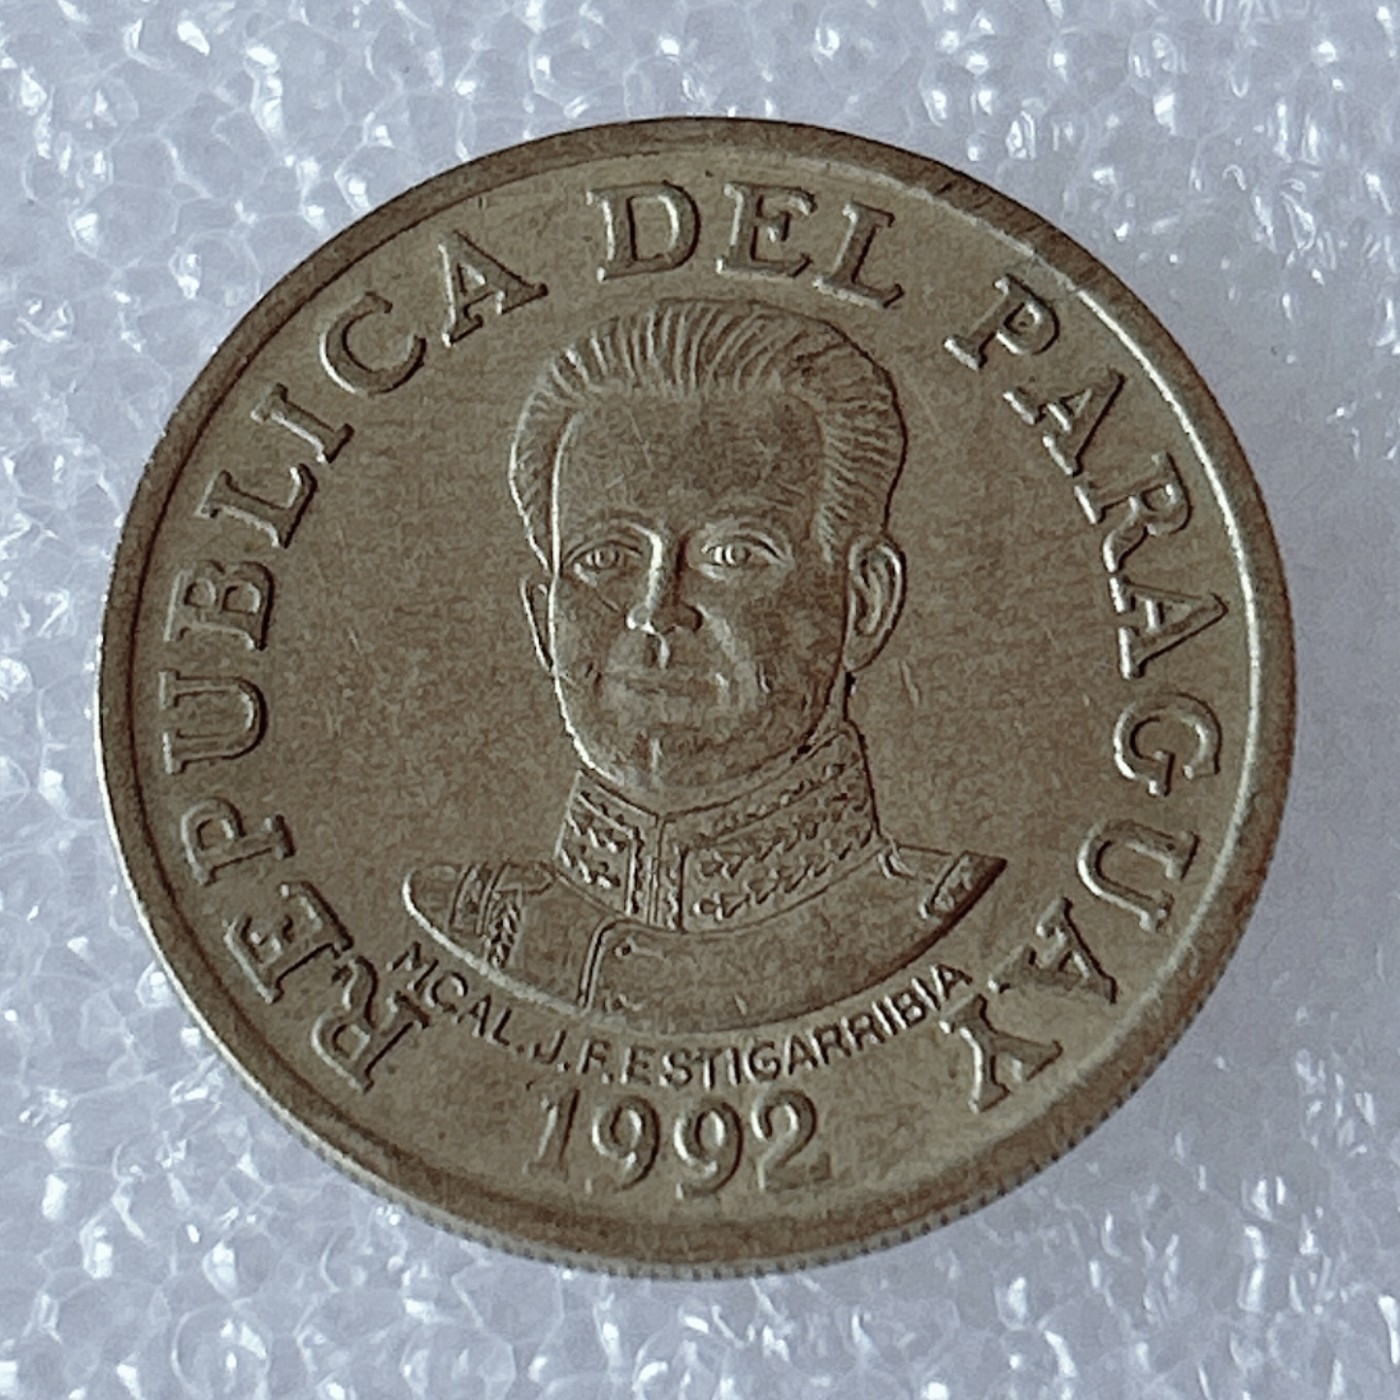 REPUBLICA DEL PARAGUAY
MCAL. J. F. ESTIGARRIBIA
1992